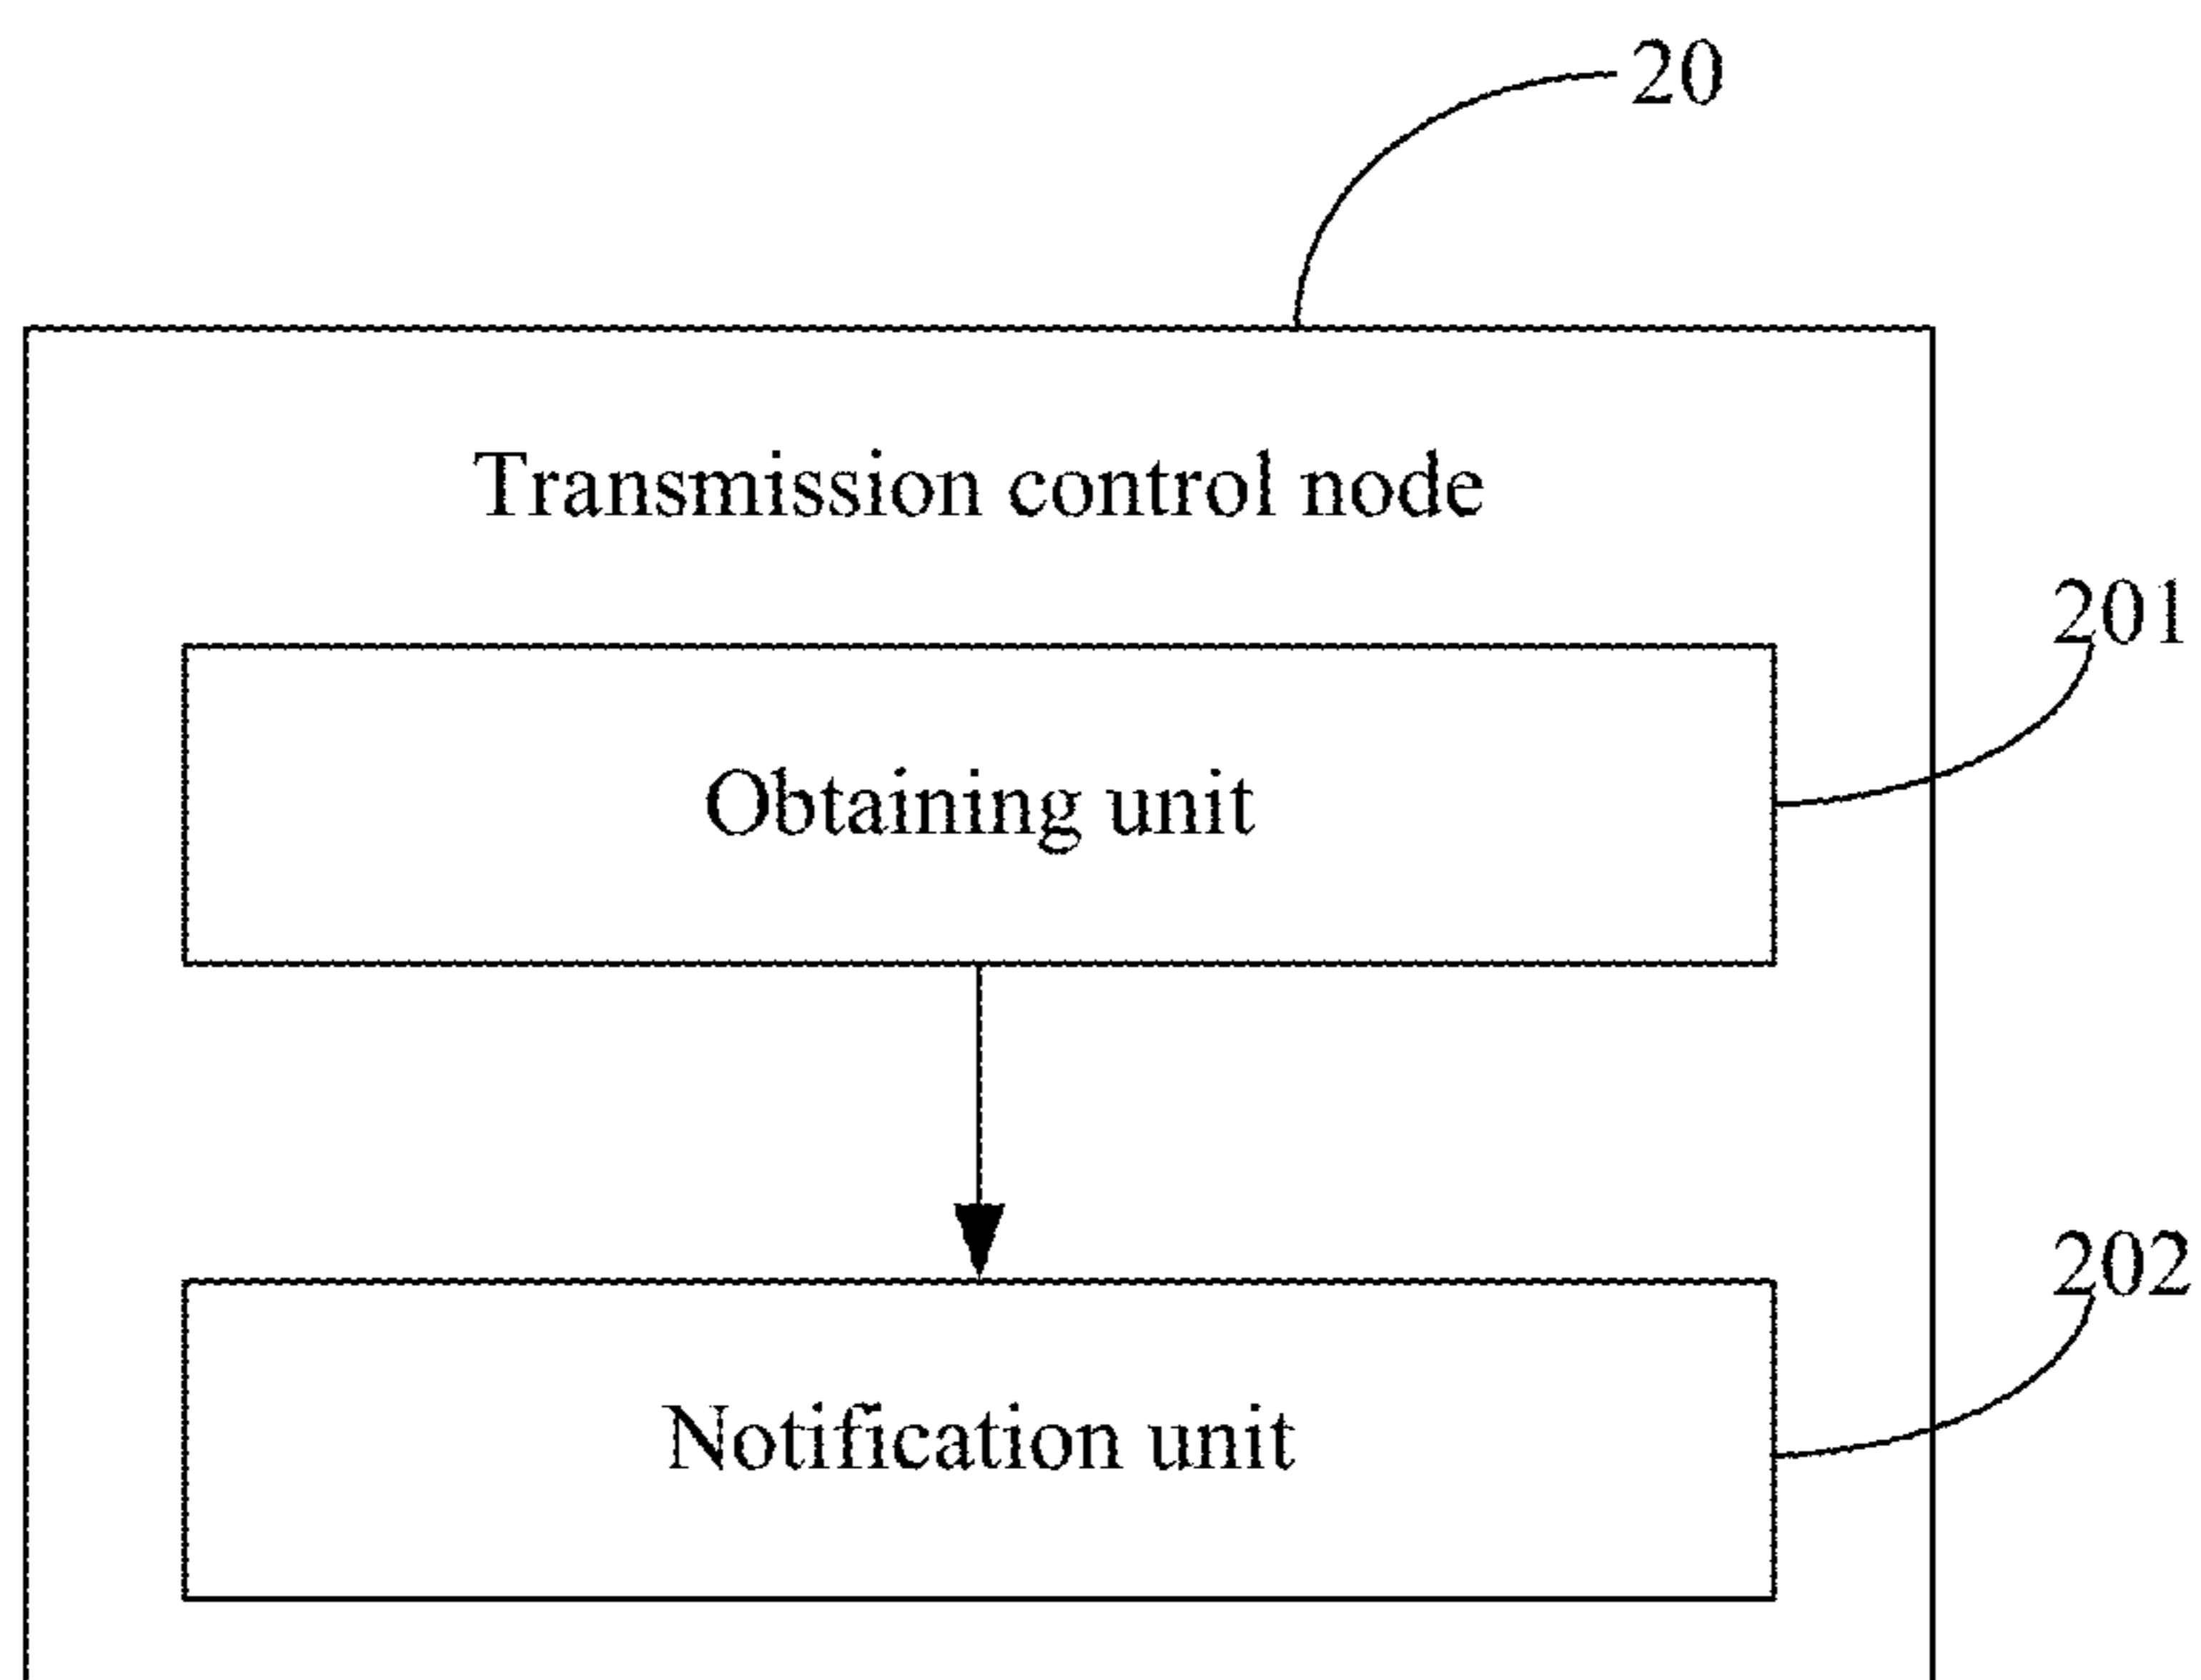 20
Transmission control node
201
Obtaining unit
202
Notification unit